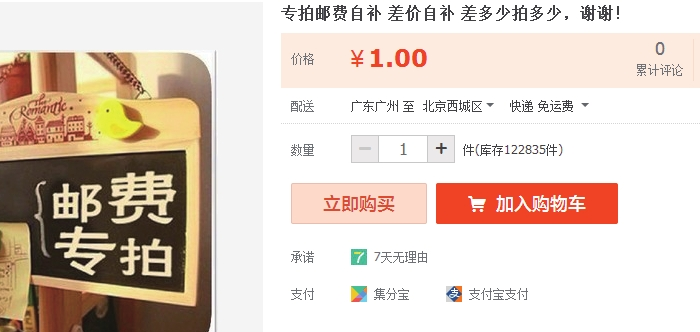 专拍邮费自补 差价自补 差多少拍多少，谢谢！
价格
¥1.00
0
累计评论
配送
广东广州 至 北京西城区
快递 免运费
数量
1
件(库存122835件)
立即购买
加入购物车
承诺
7
7天无理由
支付
集分宝
支付宝支付
The
Romantic
邮费
专拍